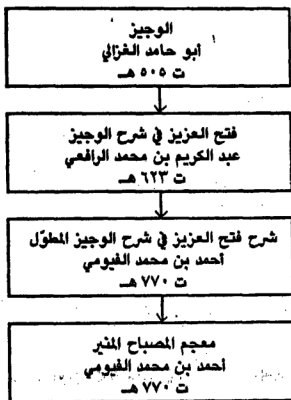 الوجيز
أبو حامد الغزالي
ت ٥٠٥ هـ
فتح العزيز في شرح الوجيز
عبد الكريم بن محمد الرافعي
ت ٦٢٣ هـ
شرح فتح العزيز في شرح الوجيز المطوّل
أحمد بن محمد الفيومي
ت ٧٧٠ هـ
معجم المصباح المنير
أحمد بن محمد الفيومي
ت ٧٧٠ هـ